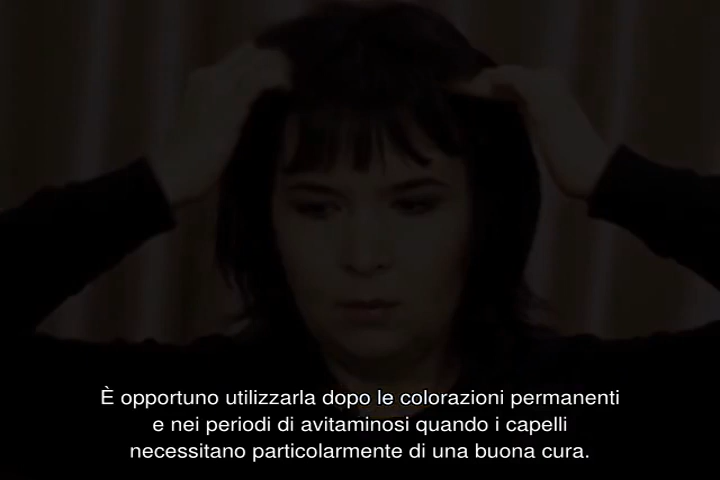 È opportuno utilizzarla dopo le colorazioni permanenti
e nei periodi di avitaminosi quando i capelli
necessitano particolarmente di una buona cura.